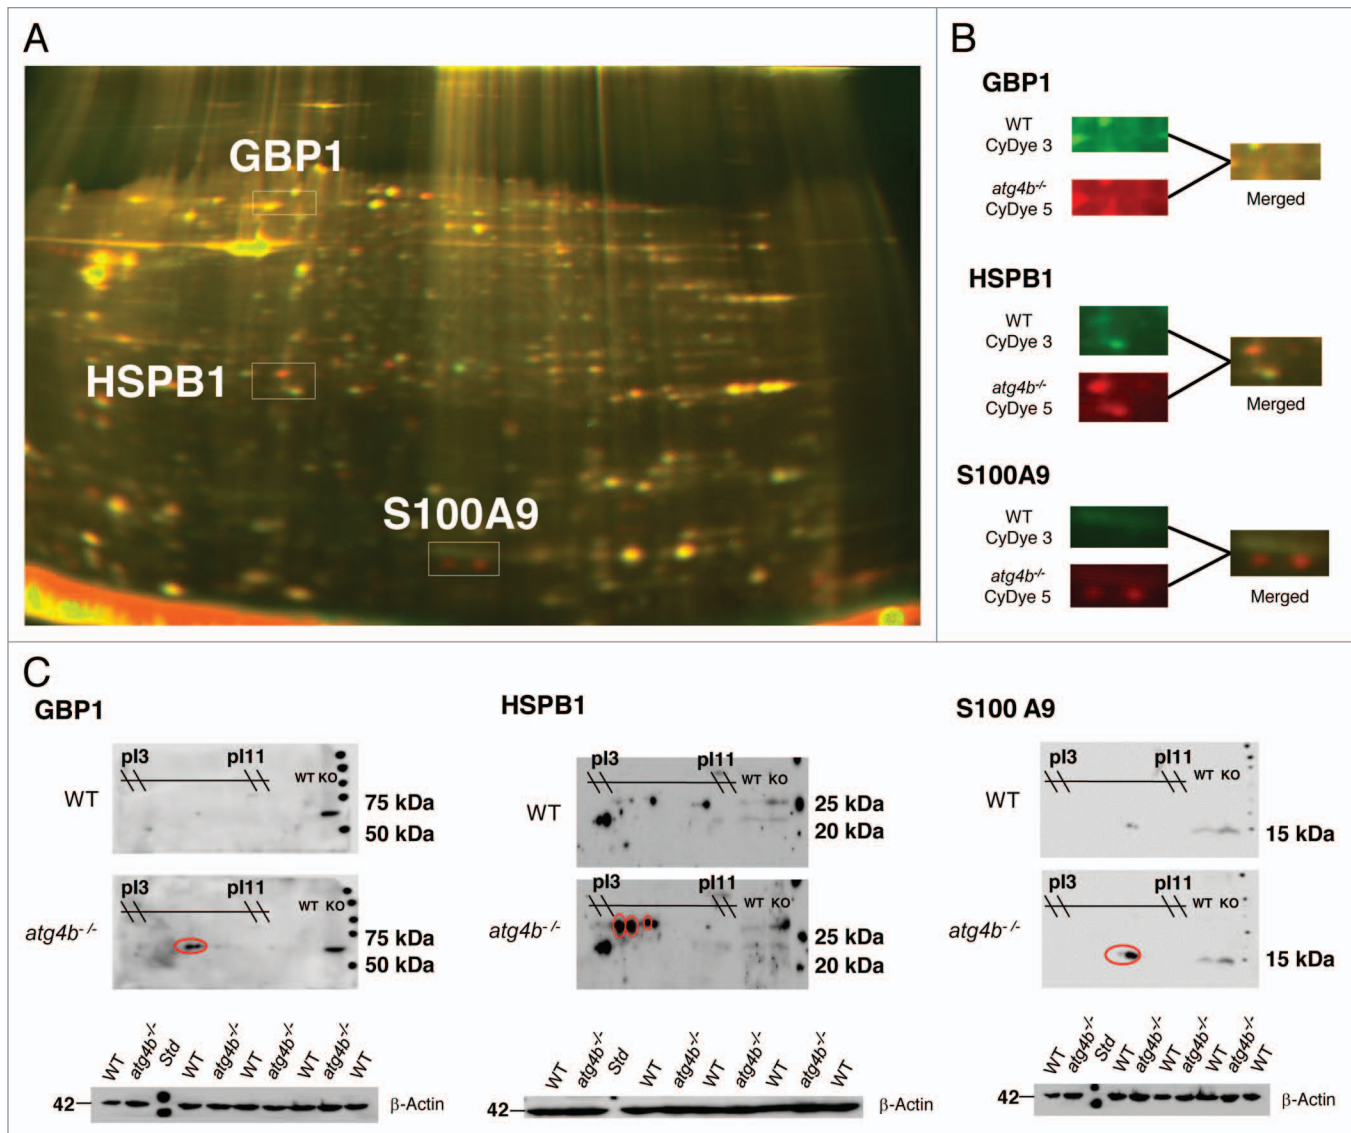 A
GBP1
HSPB1
S100A9
B
GBP1
WT
CyDye 3
atg4b-/-
CyDye 5
Merged
HSPB1
WT
CyDye 3
atg4b-/-
CyDye 5
Merged
S100A9
WT
CyDye 3
atg4b-/-
CyDye 5
Merged
C
GBP1
pI3 pI11
WT KO
WT
75 kDa
50 kDa
pI3 pI11
WT KO
atg4b-/-
75 kDa
50 kDa
WT atg4b-/- Std WT atg4b-/- WT atg4b-/- WT atg4b-/- WT
42
β-Actin
HSPB1
pI3 pI11
WT KO
WT
25 kDa
20 kDa
pI3 pI11
WT KO
atg4b-/-
25 kDa
20 kDa
WT atg4b-/- Std WT atg4b-/- WT atg4b-/- WT atg4b-/- WT
42
β-Actin
S100 A9
pI3 pI11
WT KO
WT
15 kDa
pI3 pI11
WT KO
atg4b-/-
15 kDa
WT atg4b-/- Std WT atg4b-/- WT atg4b-/- WT atg4b-/- WT
42
β-Actin